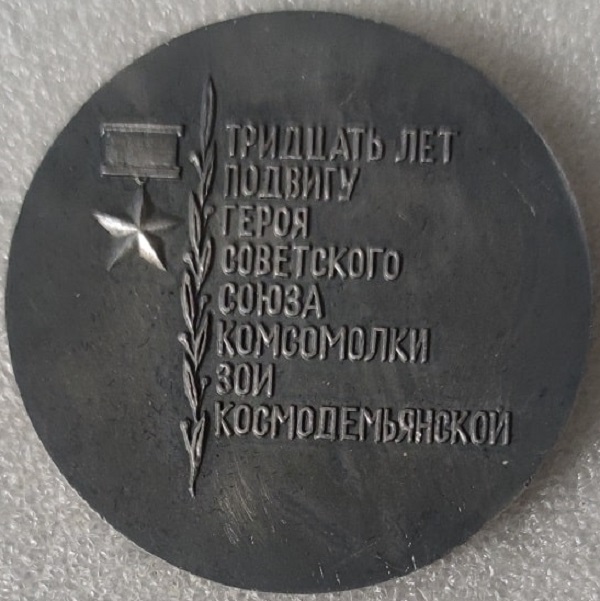 ТРИДЦАТЬ ЛЕТ
ПОДВИГУ
ГЕРОЯ
СОВЕТСКОГО
СОЮЗА
КОМСОМОЛКИ
ЗОИ
КОСМОДЕМЬЯНСКОЙ